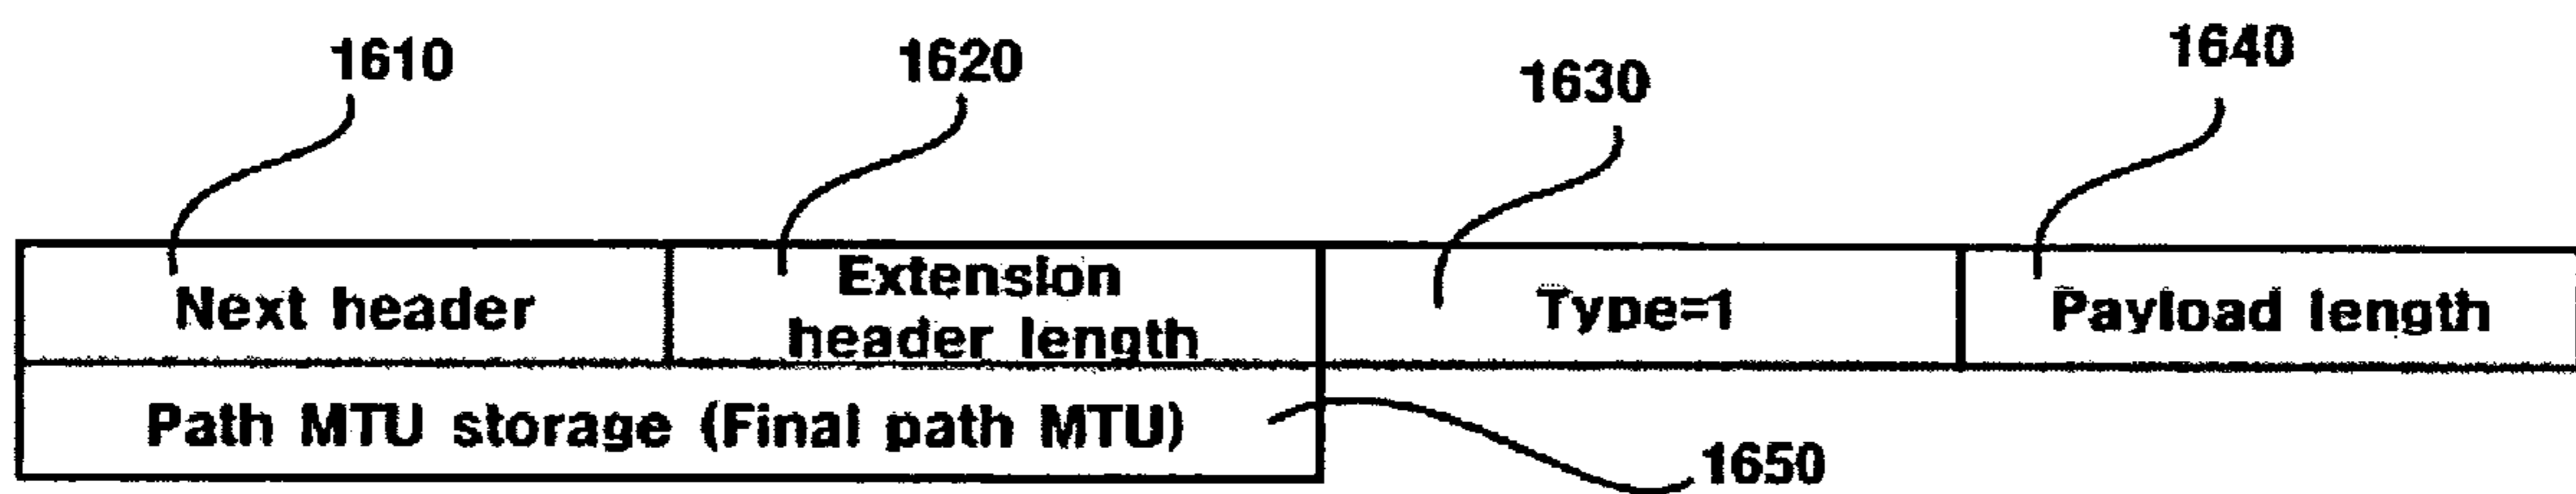 1610
1620
1630
1640
Next header
Extension
header length
Type=1
Payload length
Path MTU storage (Final path MTU)
1650